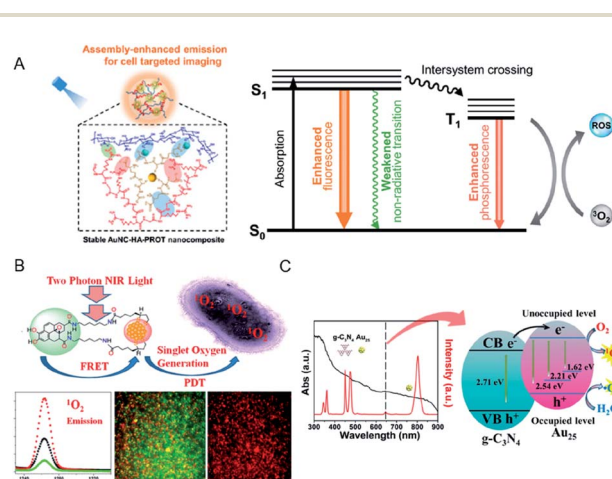 A
Assembly-enhanced emission
for cell targeted imaging
Stable AuNC-HA-PROT nanocomposite
S1
S0
Absorption
Enhanced
fluorescence
Weakened
non-radiative transition
Intersystem crossing
T1
Enhanced
phosphorescence
ROS
³O₂
B
Two Photon NIR Light
FRET
Singlet Oxygen
Generation
PDT
¹O₂
¹O₂
¹O₂
¹O₂
Emission
C
Abs (a.u.)
g-C₃N₄ Au₂₅
Intensity (a.u.)
300 400 500 600 700 800 900
Wavelength (nm)
CB e⁻
2.71 eV
VB h⁺
g-C₃N₄
Unoccupied level
e⁻
1.62 eV
2.21 eV
2.54 eV
h⁺
Occupied level
Au₂₅
O₂